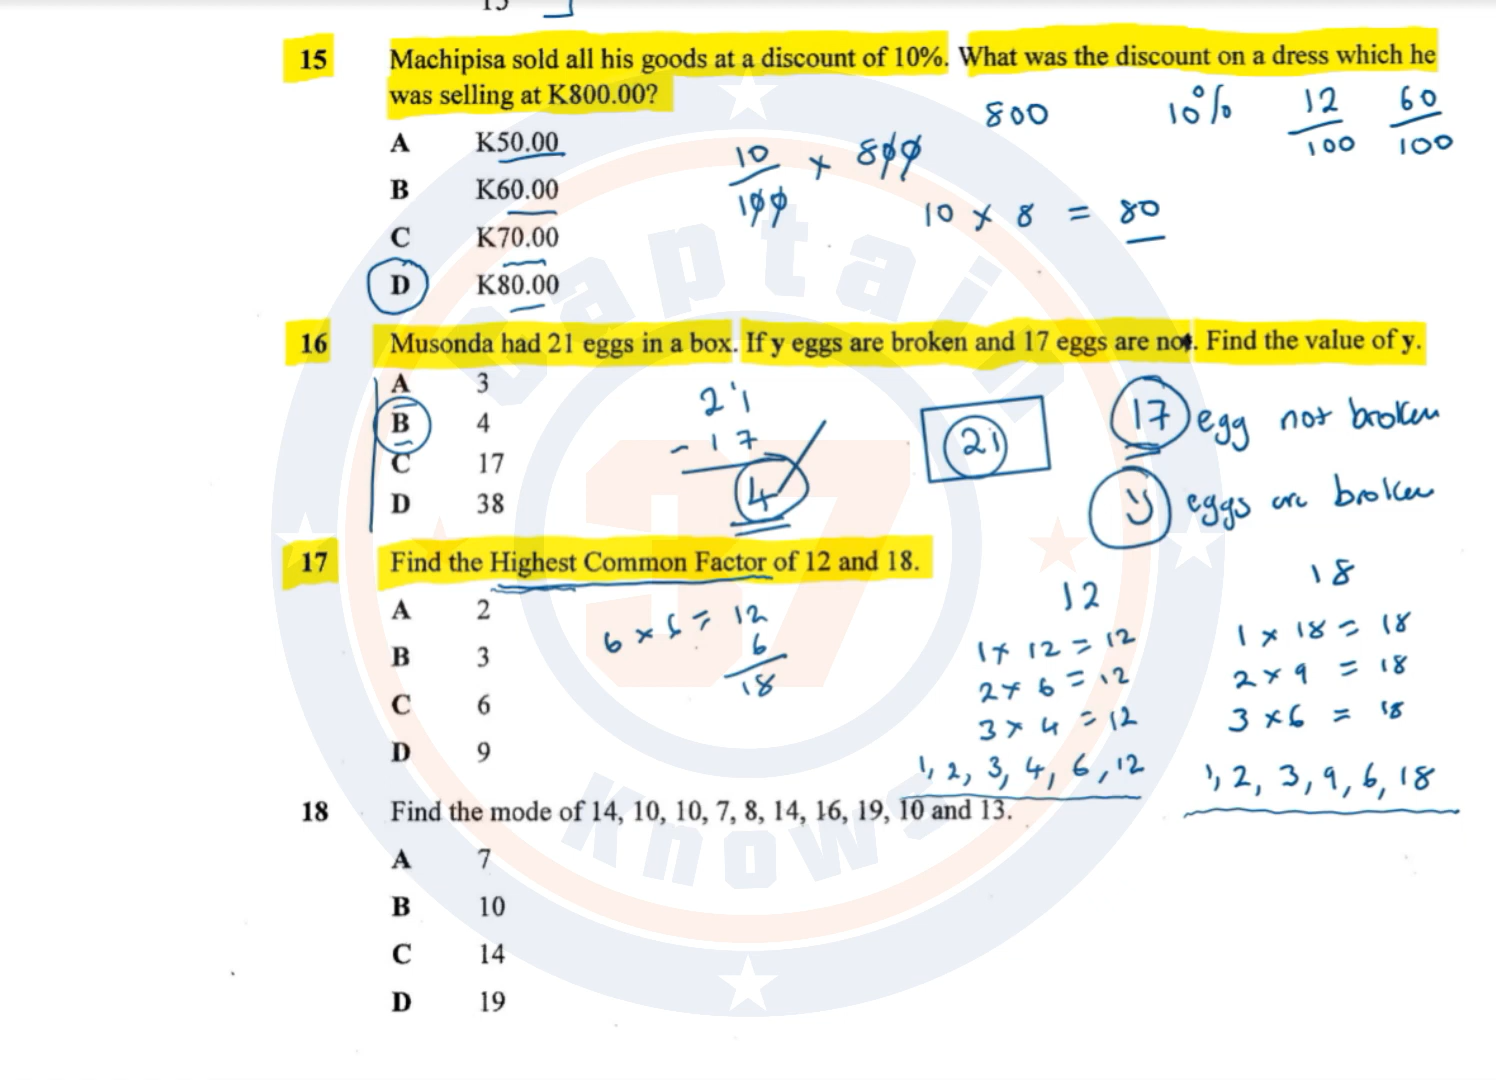 15
15 Machipisa sold all his goods at a discount of 10%. What was the discount on a dress which he
was selling at K800.00?
800 10% 12/100 60/100
A K50.00
10/100 × 800
B K60.00
10 × 8 = 80
C K70.00
D K80.00
16 Musonda had 21 eggs in a box. If y eggs are broken and 17 eggs are not. Find the value of y.
A 3
B 4
C 17
D 38
21
- 17
4
21
17 egg not broken
y eggs are broken
17 Find the Highest Common Factor of 12 and 18.
A 2
B 3
C 6
D 9
6 × = 12
6
18
12
1 × 12 = 12
2 × 6 = 12
3 × 4 = 12
1, 2, 3, 4, 6, 12
18
1 × 18 = 18
2 × 9 = 18
3 × 6 = 18
1, 2, 3, 9, 6, 18
18 Find the mode of 14, 10, 10, 7, 8, 14, 16, 19, 10 and 13.
A 7
B 10
C 14
D 19
Captain
37
Knows